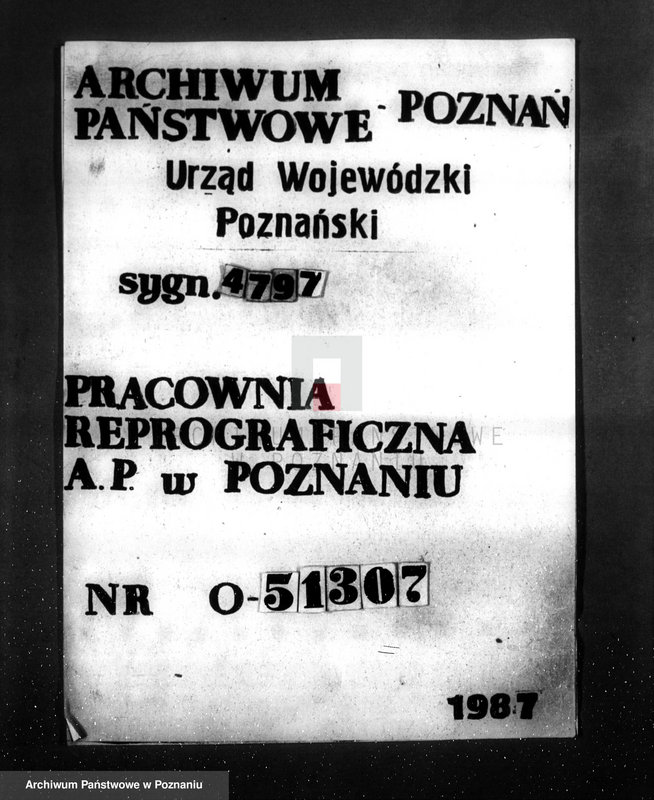 ARCHIWUM
PAŃSTWOWE - POZNAŃ
Urząd Wojewódzki
Poznański
sygn. 4797
PRACOWNIA
REPROGRAFICZNA
A.P. w POZNANIU
NR O-51307
1987
Archiwum Państwowe w Poznaniu